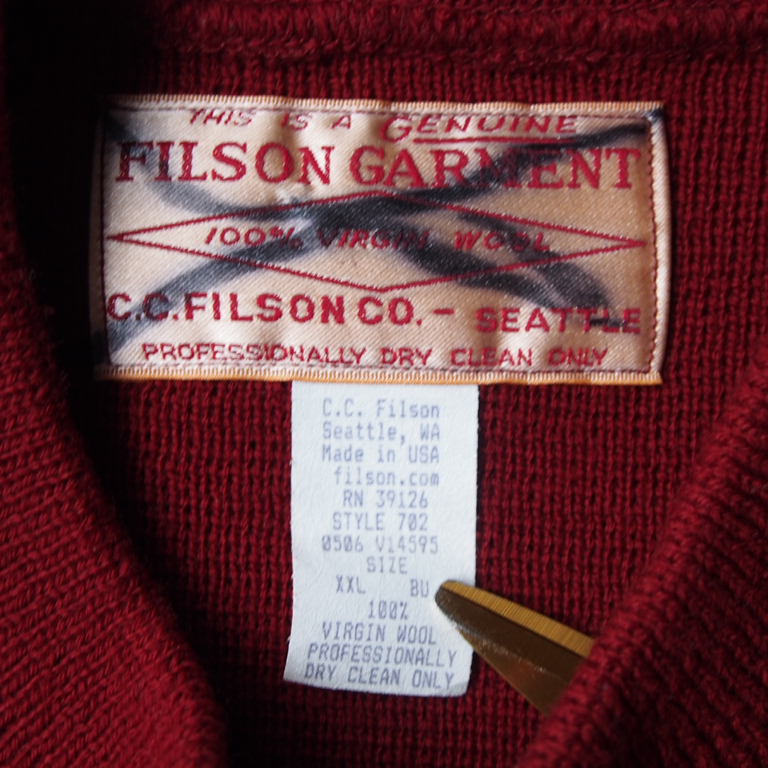 THIS IS A GENUINE
FILSON GARMENT
100% VIRGIN WOOL
C.C. FILSON CO. - SEATTLE
PROFESSIONALLY DRY CLEAN ONLY
C.C. Filson
Seattle, WA
Made in USA
filson.com
RN 39126
STYLE 702
0506 V14595
SIZE
XXL BU
100%
VIRGIN WOOL
PROFESSIONALLY
DRY CLEAN ONLY